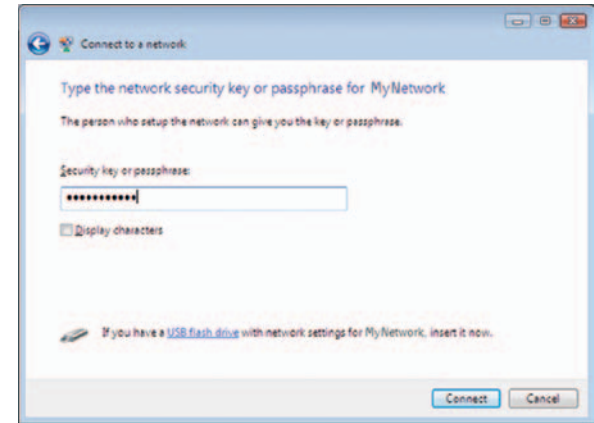 Connect to a network
Type the network security key or passphrase for MyNetwork
The person who setup the network can give you the key or passphrase.
Security key or passphrase:
•••••••••••
Display characters
If you have a USB flash drive with network settings for MyNetwork, insert it now.
Connect Cancel